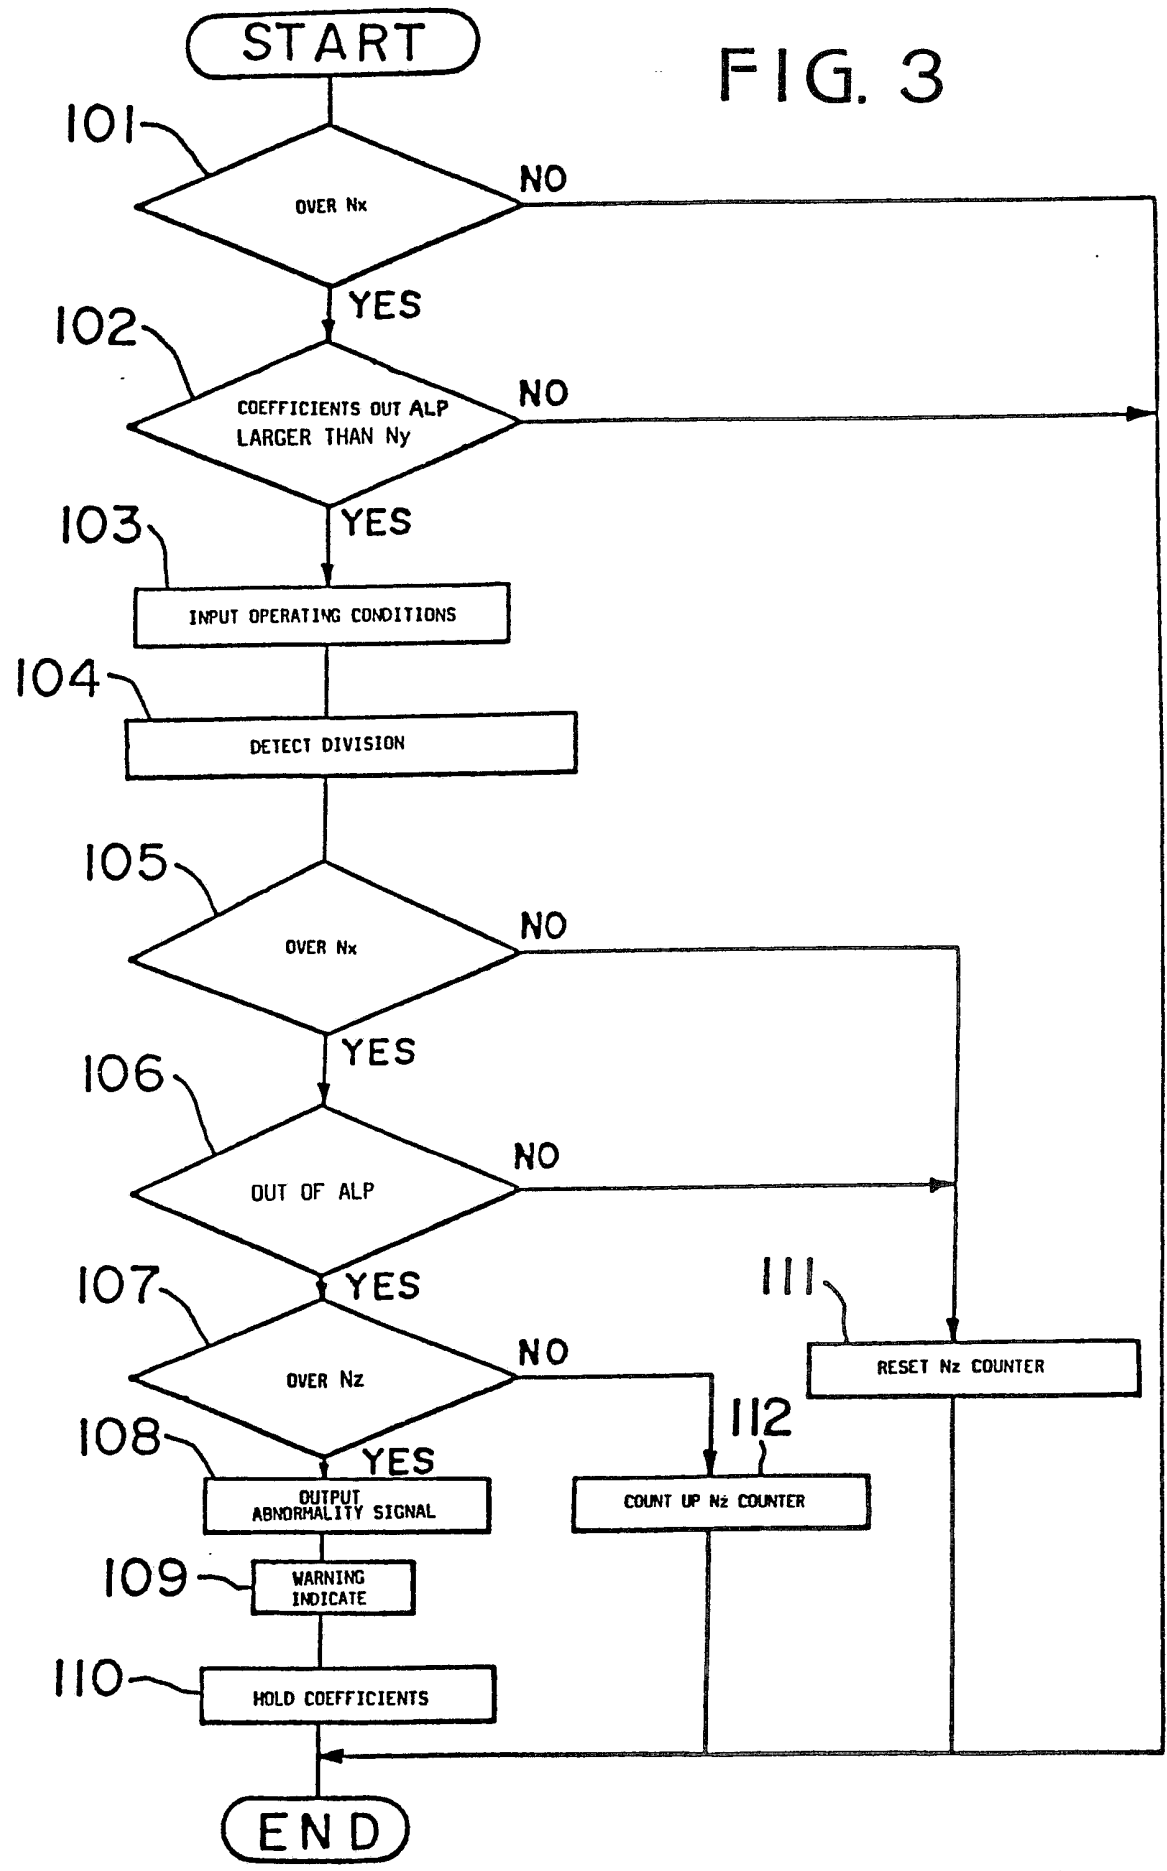 START
FIG. 3
101
OVER Nx
NO
YES
102
COEFFICIENTS OUT ALP
LARGER THAN Ny
NO
YES
103
INPUT OPERATING CONDITIONS
104
DETECT DIVISION
105
OVER Nx
NO
YES
106
OUT OF ALP
NO
YES
107
OVER Nz
NO
YES
111
RESET Nz COUNTER
112
COUNT UP Nz COUNTER
108
OUTPUT
ABNORMALITY SIGNAL
109
WARNING
INDICATE
110
HOLD COEFFICIENTS
END